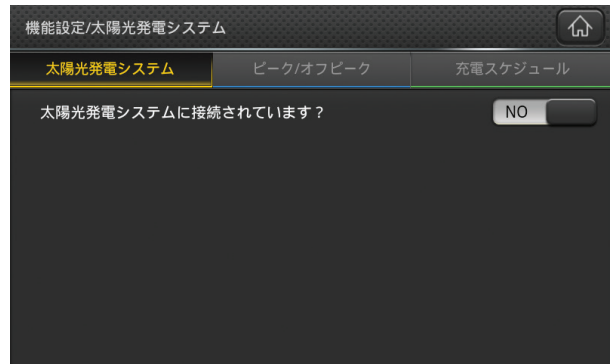 機能設定/太陽光発電システム
太陽光発電システム
ピーク/オフピーク
充電スケジュール
太陽光発電システムに接続されています？
NO